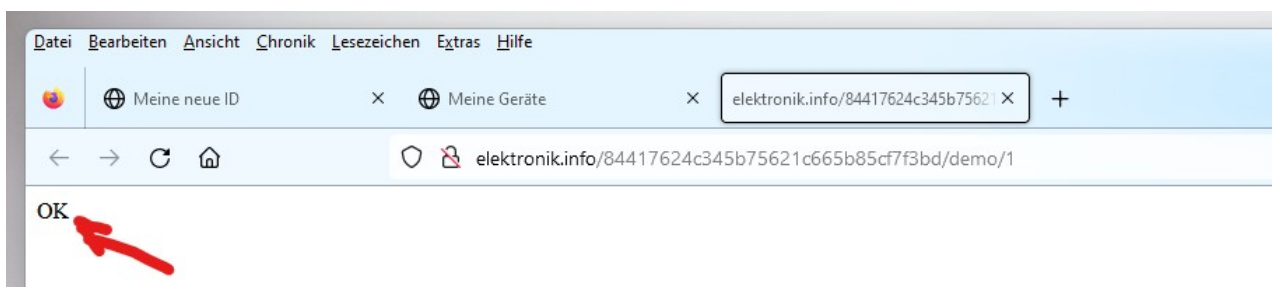 Datei Bearbeiten Ansicht Chronik Lesezeichen Extras Hilfe
Meine neue ID Meine Geräte elektronik.info/84417624c345b75621
elektronik.info/84417624c345b75621c665b85cf7f3bd/demo/1
OK